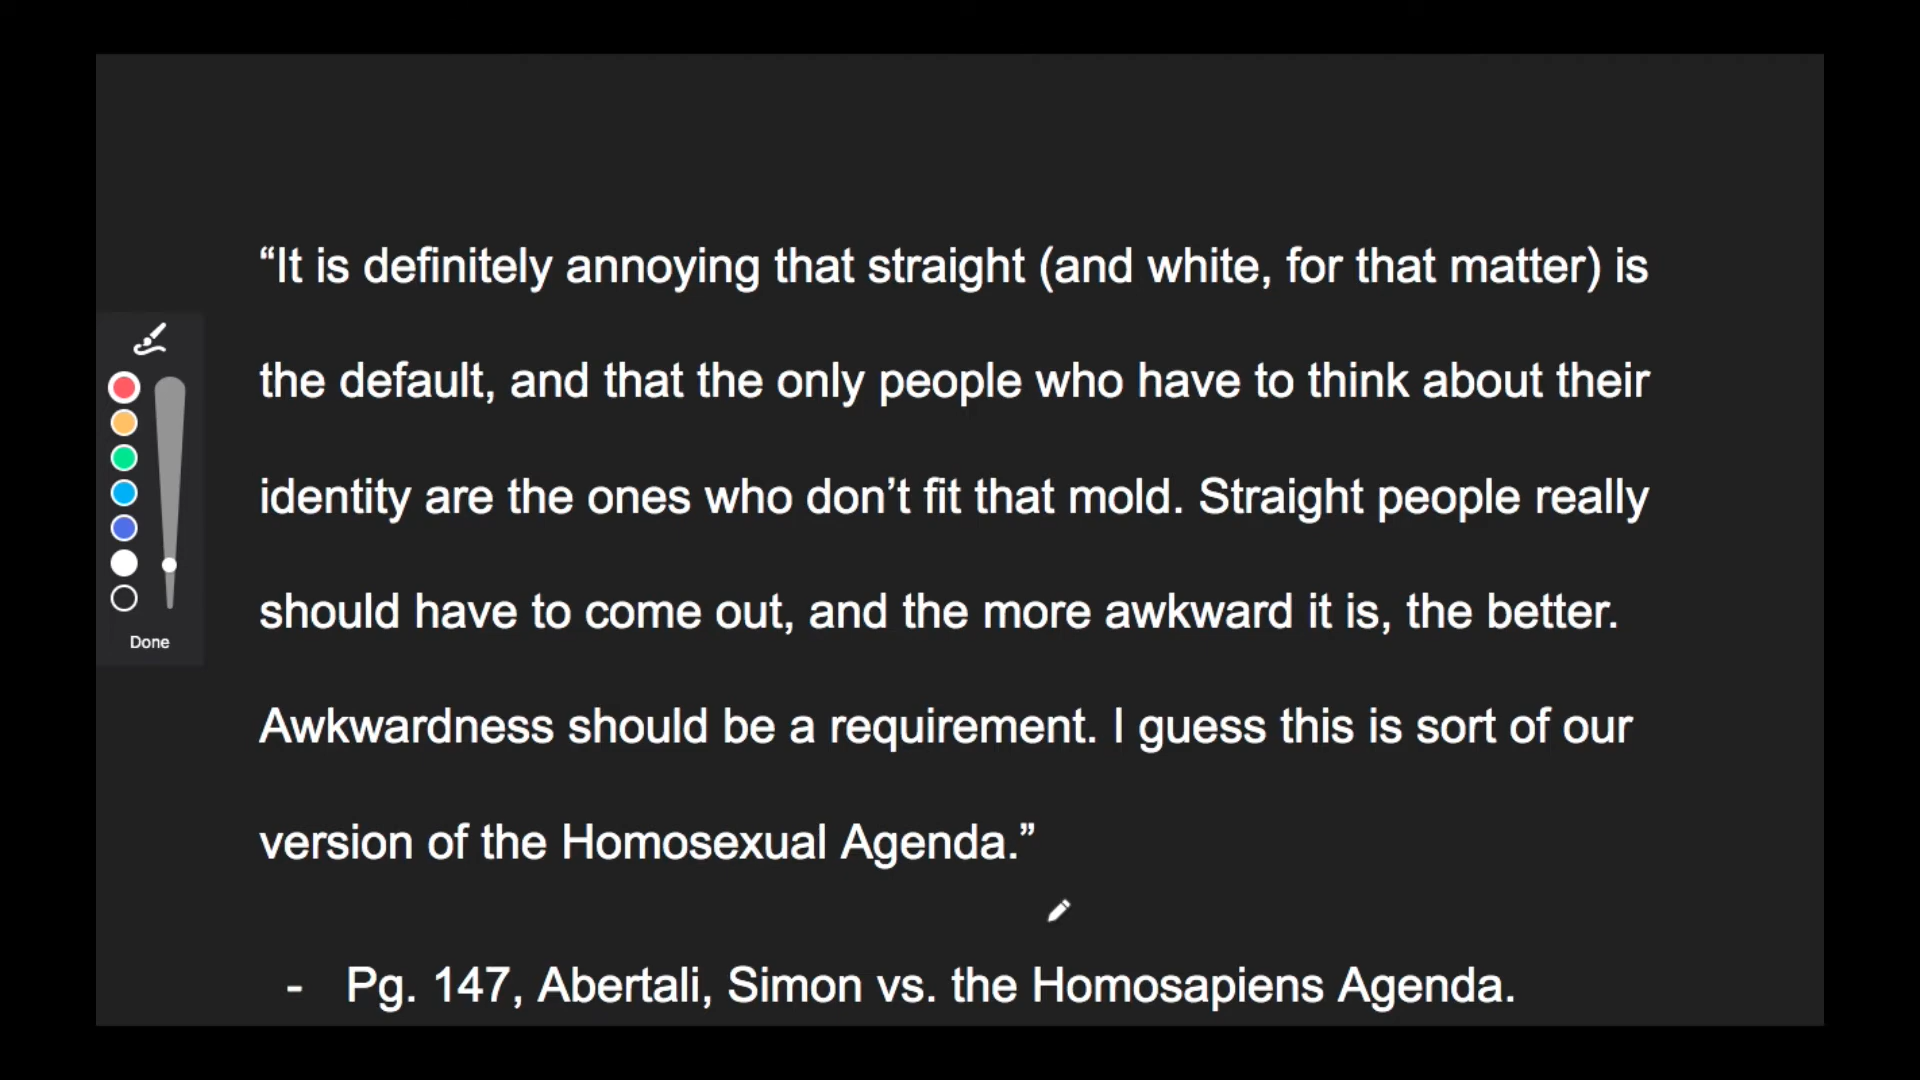 “It is definitely annoying that straight (and white, for that matter) is
the default, and that the only people who have to think about their
identity are the ones who don’t fit that mold. Straight people really
should have to come out, and the more awkward it is, the better.
Awkwardness should be a requirement. I guess this is sort of our
version of the Homosexual Agenda.”
- Pg. 147, Abertali, Simon vs. the Homosapiens Agenda.
Done